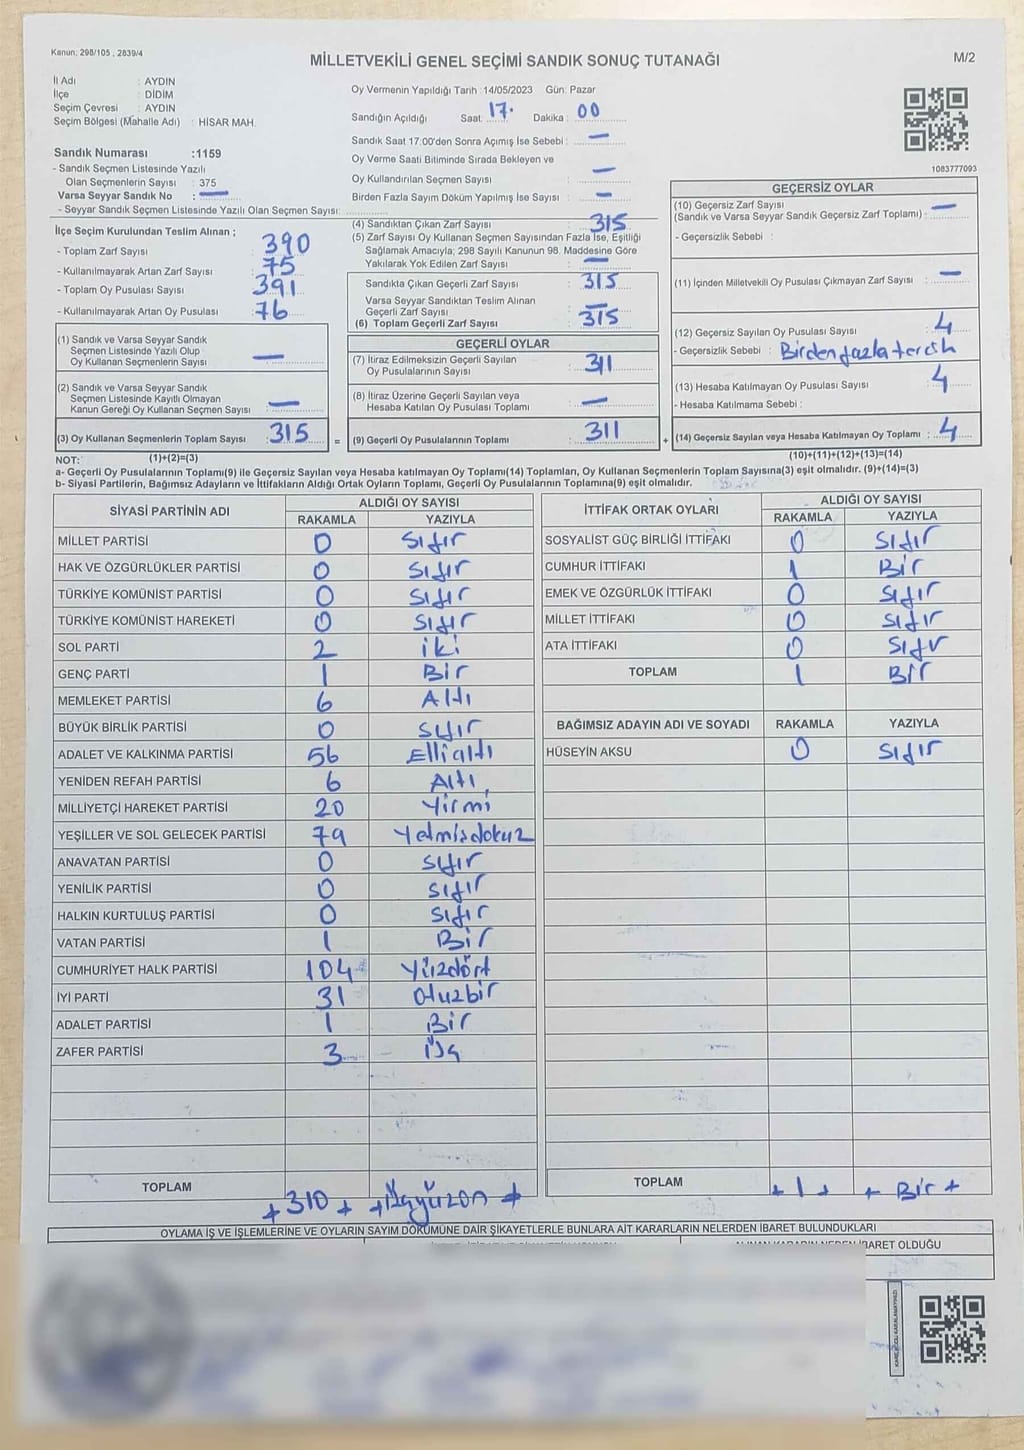 Kanun; 298/105 , 2839/4
MİLLETVEKİLİ GENEL SEÇİMİ SANDIK SONUÇ TUTANAĞI
M/2
İl Adı : AYDIN
İlçe : DİDİM
Seçim Çevresi : AYDIN
Seçim Bölgesi (Mahalle Adı) : HİSAR MAH.
Sandık Numarası :1159
- Sandık Seçmen Listesinde Yazılı
Olan Seçmenlerin Sayısı : 375
Varsa Seyyar Sandık No : —
- Seyyar Sandık Seçmen Listesinde Yazılı Olan Seçmen Sayısı:
Oy Vermenin Yapıldığı Tarih :14/05/2023 Gün: Pazar
Sandığın Açıldığı Saat: 17. Dakika : 00
Sandık Saat 17:00'den Sonra Açımış İse Sebebi : —
Oy Verme Saati Bitiminde Sırada Bekleyen ve
Oy Kullandırılan Seçmen Sayısı : —
Birden Fazla Sayım Döküm Yapılmış İse Sayısı : —
1083777093
İlçe Seçim Kurulundan Teslim Alınan ;
- Toplam Zarf Sayısı : 390
- Kullanılmayarak Artan Zarf Sayısı : 75
- Toplam Oy Pusulası Sayısı : 391
- Kullanılmayarak Artan Oy Pusulası : 76
(1) Sandık ve Varsa Seyyar Sandık
Seçmen Listesinde Yazılı Olup
Oy Kullanan Seçmenlerin Sayısı : —
(2) Sandık ve Varsa Seyyar Sandık
Seçmen Listesinde Kayıtlı Olmayan
Kanun Gereği Oy Kullanan Seçmen Sayısı : —
(3) Oy Kullanan Seçmenlerin Toplam Sayısı : 315
(4) Sandıktan Çıkan Zarf Sayısı : 315
(5) Zarf Sayısı Oy Kullanan Seçmen Sayısından Fazla İse, Eşitliği
Sağlamak Amacıyla, 298 Sayılı Kanunun 98. Maddesine Göre
Yakılarak Yok Edilen Zarf Sayısı : —
Sandıkta Çıkan Geçerli Zarf Sayısı : 315
Varsa Seyyar Sandıktan Teslim Alınan
Geçerli Zarf Sayısı : —
(6) Toplam Geçerli Zarf Sayısı : 315
GEÇERLİ OYLAR
(7) İtiraz Edilmeksizin Geçerli Sayılan
Oy Pusulalarının Sayısı : 311
(8) İtiraz Üzerine Geçerli Sayılan veya
Hesaba Katılan Oy Pusulası Toplamı : —
= (9) Geçerli Oy Pusulalarının Toplamı : 311
GEÇERSİZ OYLAR
(10) Geçersiz Zarf Sayısı
(Sandık ve Varsa Seyyar Sandık Geçersiz Zarf Toplamı) : —
- Geçersizlik Sebebi :
(11) İçinden Milletvekili Oy Pusulası Çıkmayan Zarf Sayısı : —
(12) Geçersiz Sayılan Oy Pusulası Sayısı : 4
- Geçersizlik Sebebi : Birden fazla tercih
(13) Hesaba Katılmayan Oy Pusulası Sayısı : 4
- Hesaba Katılmama Sebebi :
+ (14) Geçersiz Sayılan veya Hesaba Katılmayan Oy Toplamı : 4
NOT: (1)+(2)=(3)
(10)+(11)+(12)+(13)=(14)
a- Geçerli Oy Pusulalarının Toplamı(9) ile Geçersiz Sayılan veya Hesaba katılmayan Oy Toplamı(14) Toplamları, Oy Kullanan Seçmenlerin Toplam Sayısına(3) eşit olmalıdır. (9)+(14)=(3)
b- Siyasi Partilerin, Bağımsız Adayların ve İttifakların Aldığı Ortak Oyların Toplamı, Geçerli Oy Pusulalarının Toplamına(9) eşit olmalıdır.
SİYASİ PARTİNİN ADI ALDIĞI OY SAYISI
RAKAMLA YAZIYLA
MİLLET PARTİSİ 0 Sıfır
HAK VE ÖZGÜRLÜKLER PARTİSİ 0 Sıfır
TÜRKİYE KOMÜNİST PARTİSİ 0 Sıfır
TÜRKİYE KOMÜNİST HAREKETİ 0 Sıfır
SOL PARTİ 2 iki
GENÇ PARTİ 1 Bir
MEMLEKET PARTİSİ 6 Altı
BÜYÜK BİRLİK PARTİSİ 0 Sıfır
ADALET VE KALKINMA PARTİSİ 56 Elli altı
YENİDEN REFAH PARTİSİ 6 Altı
MİLLİYETÇİ HAREKET PARTİSİ 20 Yirmi
YEŞİLLER VE SOL GELECEK PARTİSİ 79 Yetmişdokuz
ANAVATAN PARTİSİ 0 Sıfır
YENİLİK PARTİSİ 0 Sıfır
HALKIN KURTULUŞ PARTİSİ 0 Sıfır
VATAN PARTİSİ 1 Bir
CUMHURİYET HALK PARTİSİ 104 Yüzdört
İYİ PARTİ 31 Otuzbir
ADALET PARTİSİ 1 Bir
ZAFER PARTİSİ 3 Üç
TOPLAM + 310 + + Üçyüzon +
İTTİFAK ORTAK OYLARI ALDIĞI OY SAYISI
RAKAMLA YAZIYLA
SOSYALİST GÜÇ BİRLİĞİ İTTİFAKI 0 Sıfır
CUMHUR İTTİFAKI 1 Bir
EMEK VE ÖZGÜRLÜK İTTİFAKI 0 Sıfır
MİLLET İTTİFAKI 0 Sıfır
ATA İTTİFAKI 0 Sıfır
TOPLAM 1 Bir
BAĞIMSIZ ADAYIN ADI VE SOYADI RAKAMLA YAZIYLA
HÜSEYİN AKSU 0 Sıfır
TOPLAM + 1 + + Bir +
OYLAMA İŞ VE İŞLEMLERİNE VE OYLARIN SAYIM DÖKÜMÜNE DAİR ŞİKAYETLERLE BUNLARA AİT KARARLARIN NELERDEN İBARET BULUNDUKLARI
İBARET OLDUĞU